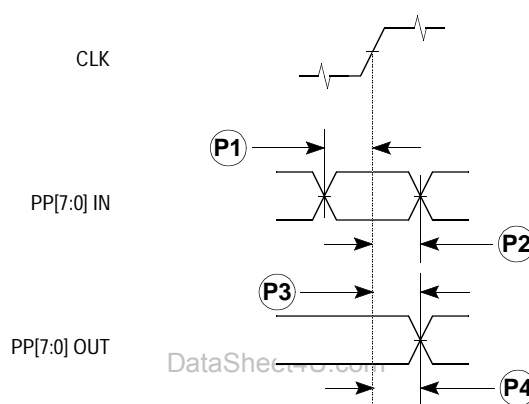 CLK
P1
PP[7:0] IN
P2
P3
PP[7:0] OUT
DataSheet4U.com
P4